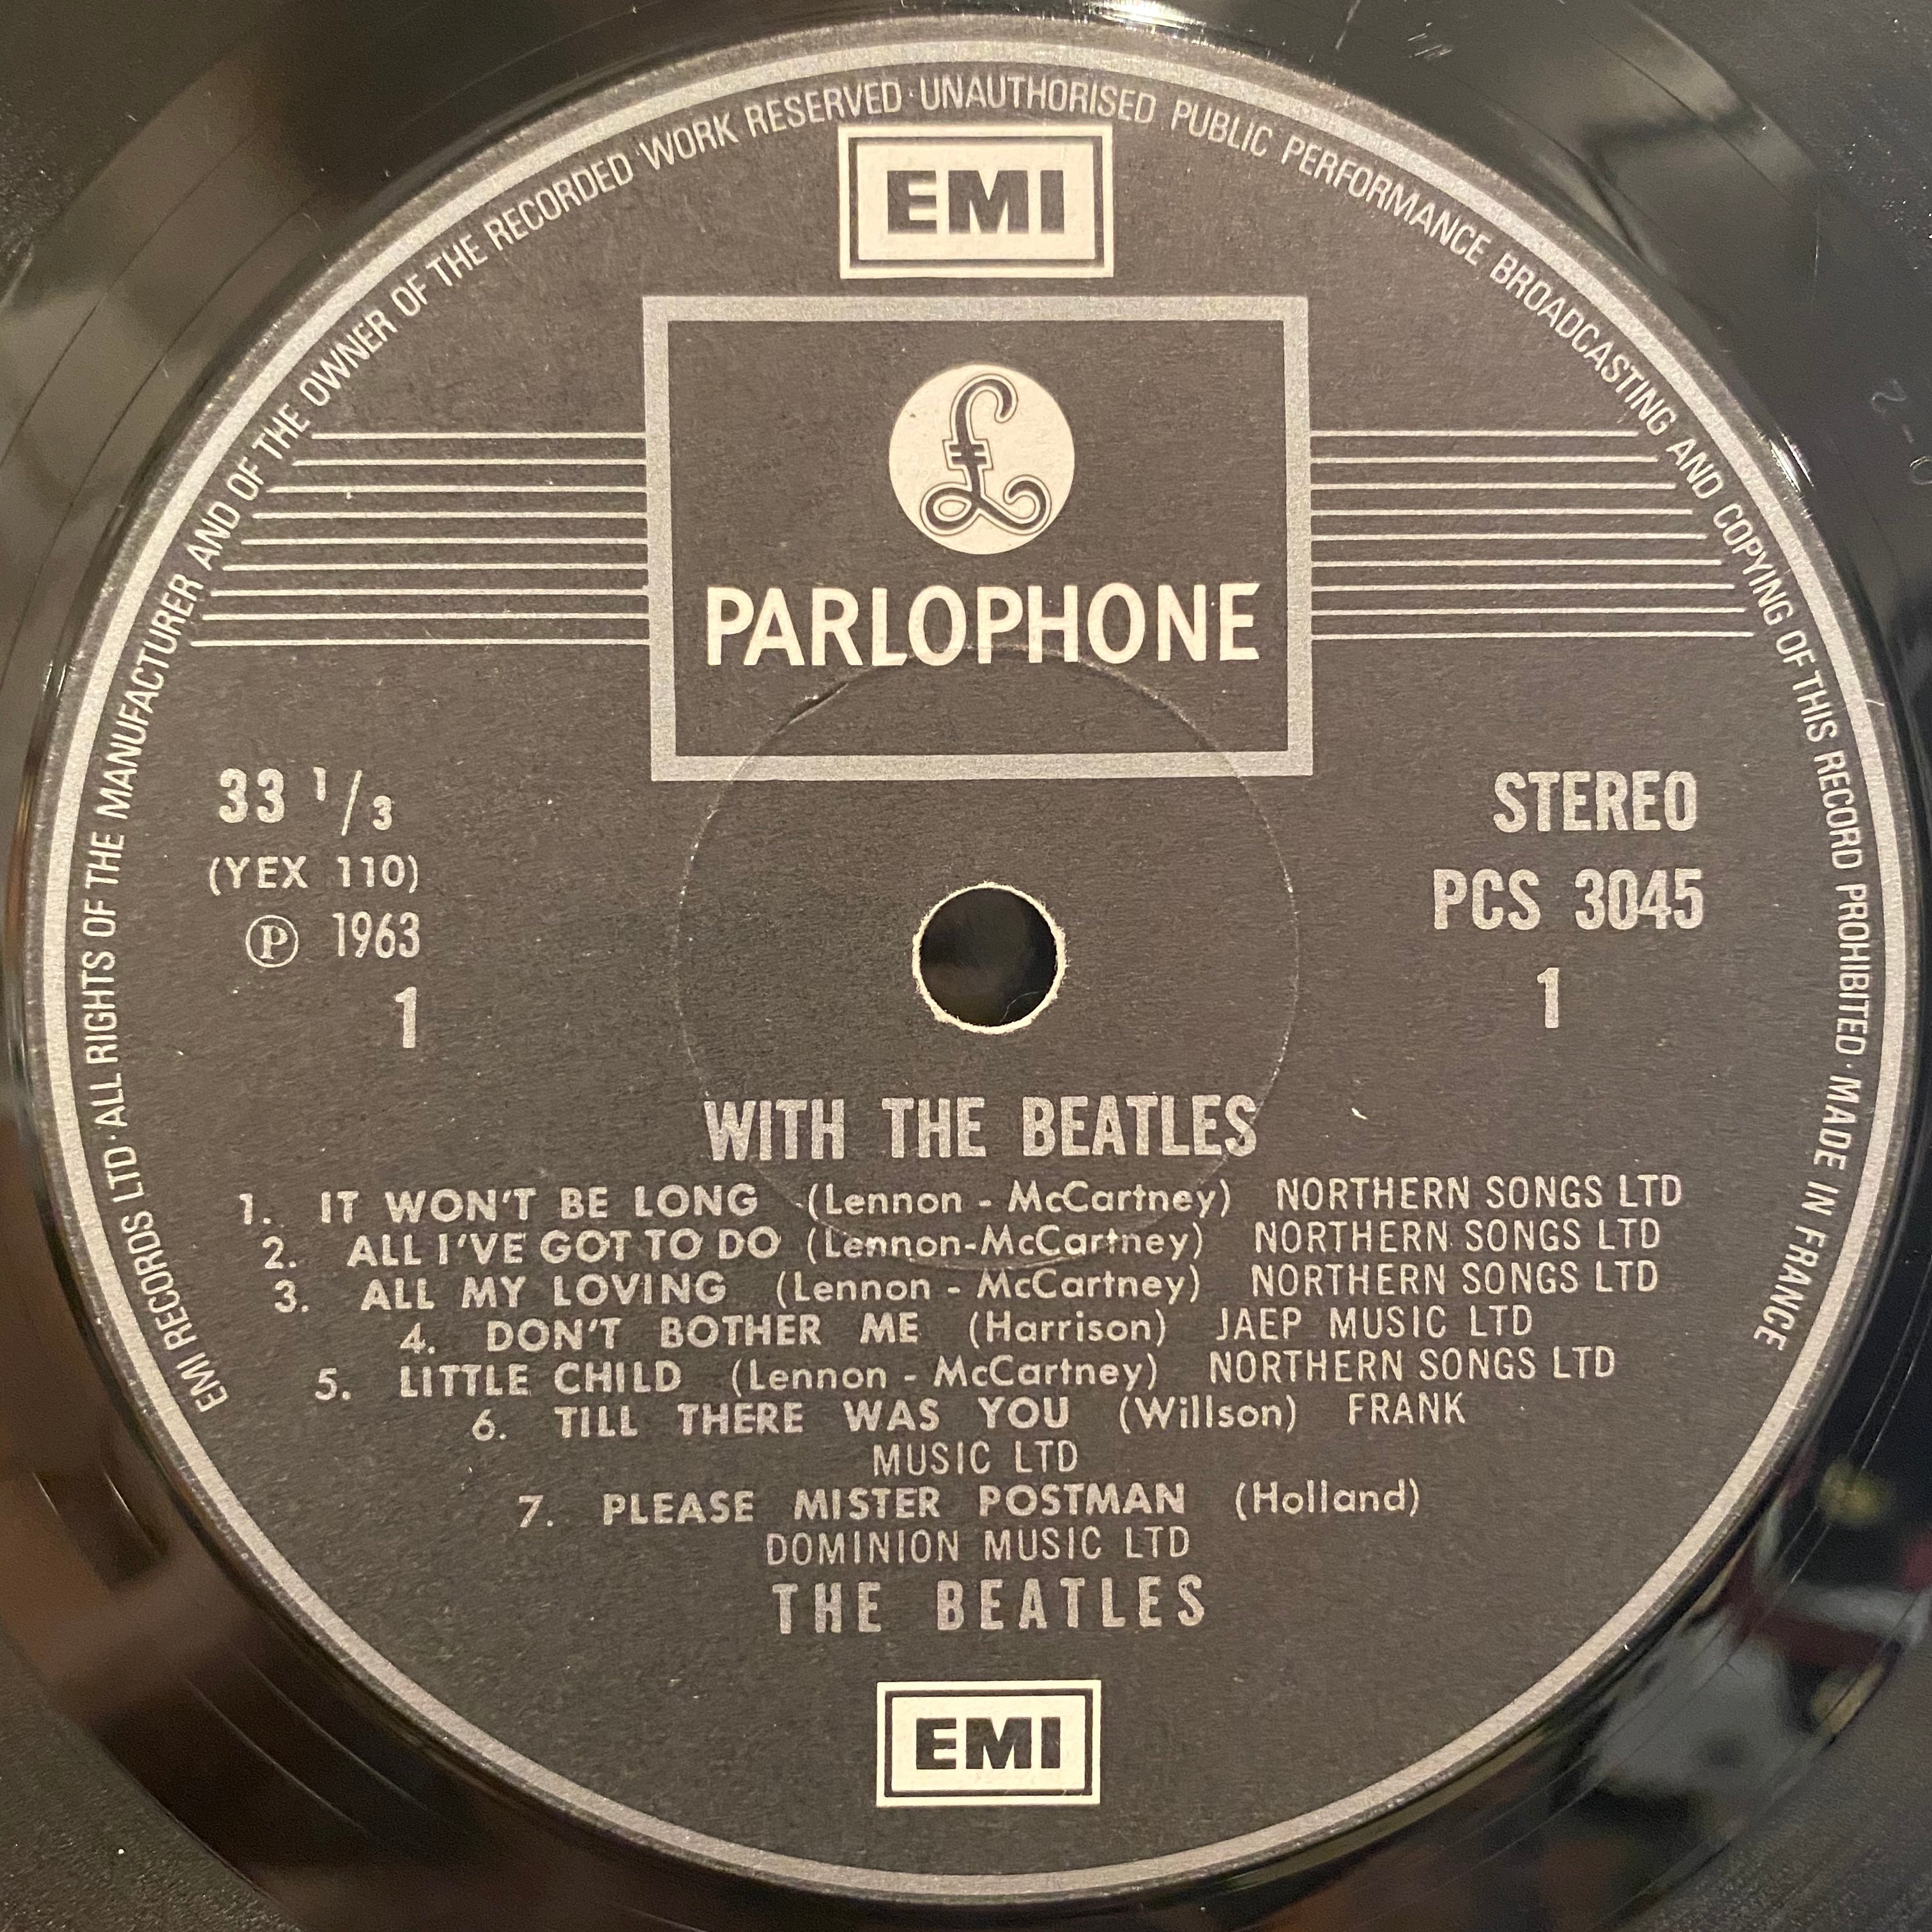 EMI RECORDS LTD · ALL RIGHTS OF THE MANUFACTURER AND OF THE OWNER OF THE RECORDED WORK RESERVED · UNAUTHORISED PUBLIC PERFORMANCE BROADCASTING AND COPYING OF THIS RECORD PROHIBITED · MADE IN FRANCE
EMI
£
PARLOPHONE
33 1/3
(YEX 110)
Ⓟ 1963
1
STEREO
PCS 3045
1
WITH THE BEATLES
1. IT WON'T BE LONG (Lennon - McCartney) NORTHERN SONGS LTD
2. ALL I'VE GOT TO DO (Lennon-McCartney) NORTHERN SONGS LTD
3. ALL MY LOVING (Lennon - McCartney) NORTHERN SONGS LTD
4. DON'T BOTHER ME (Harrison) JAEP MUSIC LTD
5. LITTLE CHILD (Lennon - McCartney) NORTHERN SONGS LTD
6. TILL THERE WAS YOU (Willson) FRANK
MUSIC LTD
7. PLEASE MISTER POSTMAN (Holland)
DOMINION MUSIC LTD
THE BEATLES
EMI